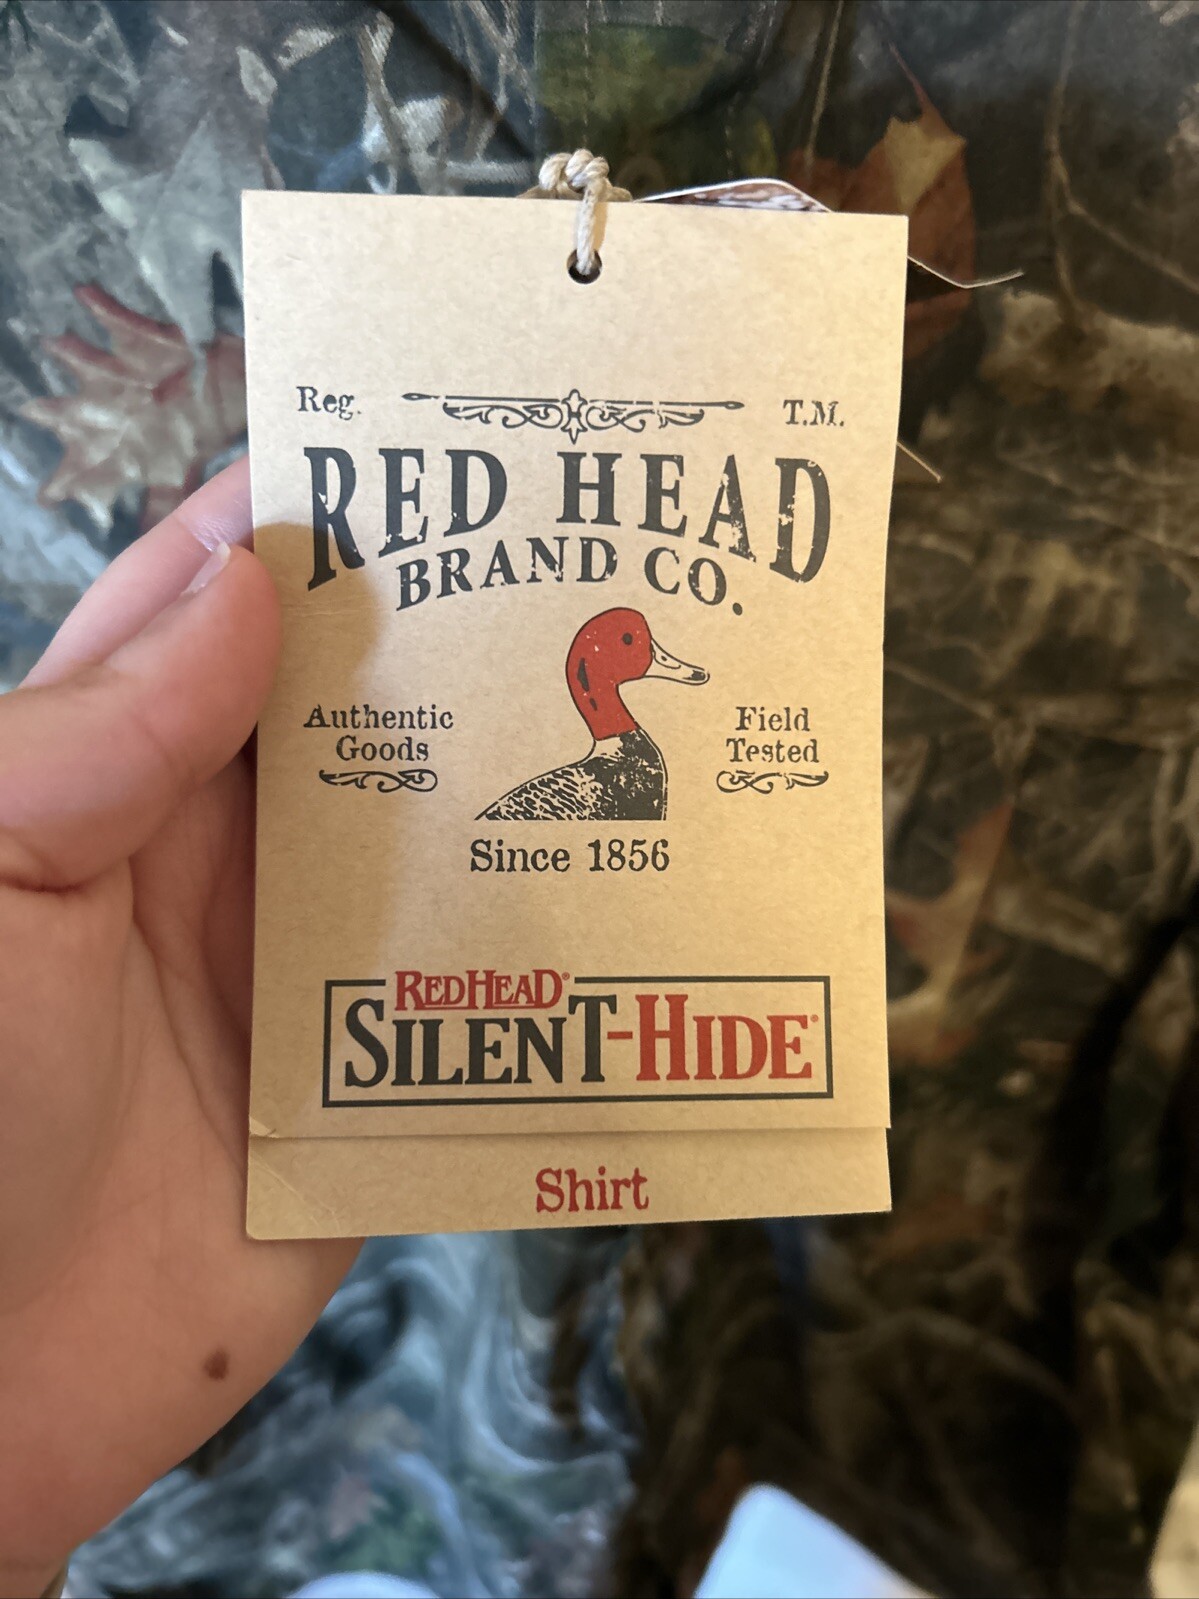 Reg. T.M.
RED HEAD
BRAND CO.
Authentic
Goods
Field
Tested
Since 1856
REDHEAD®
SILENT-HIDE®
Shirt